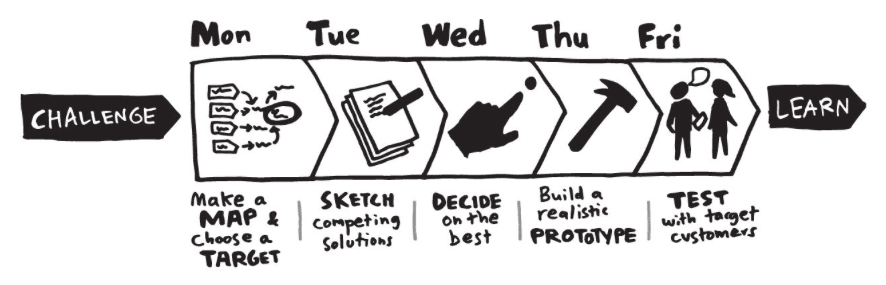 Mon Tue Wed Thu Fri
CHALLENGE
LEARN
Make a
MAP &
choose a
TARGET
SKETCH
competing
solutions
DECIDE
on the
best
Build a
realistic
PROTOTYPE
TEST
with target
customers